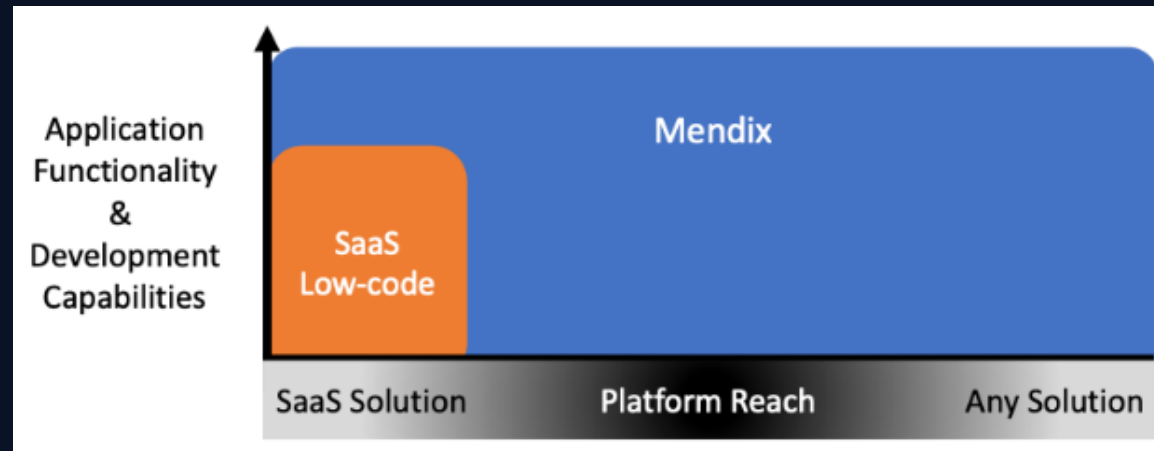 Application
Functionality
&
Development
Capabilities
Mendix
SaaS
Low-code
SaaS Solution
Platform Reach
Any Solution